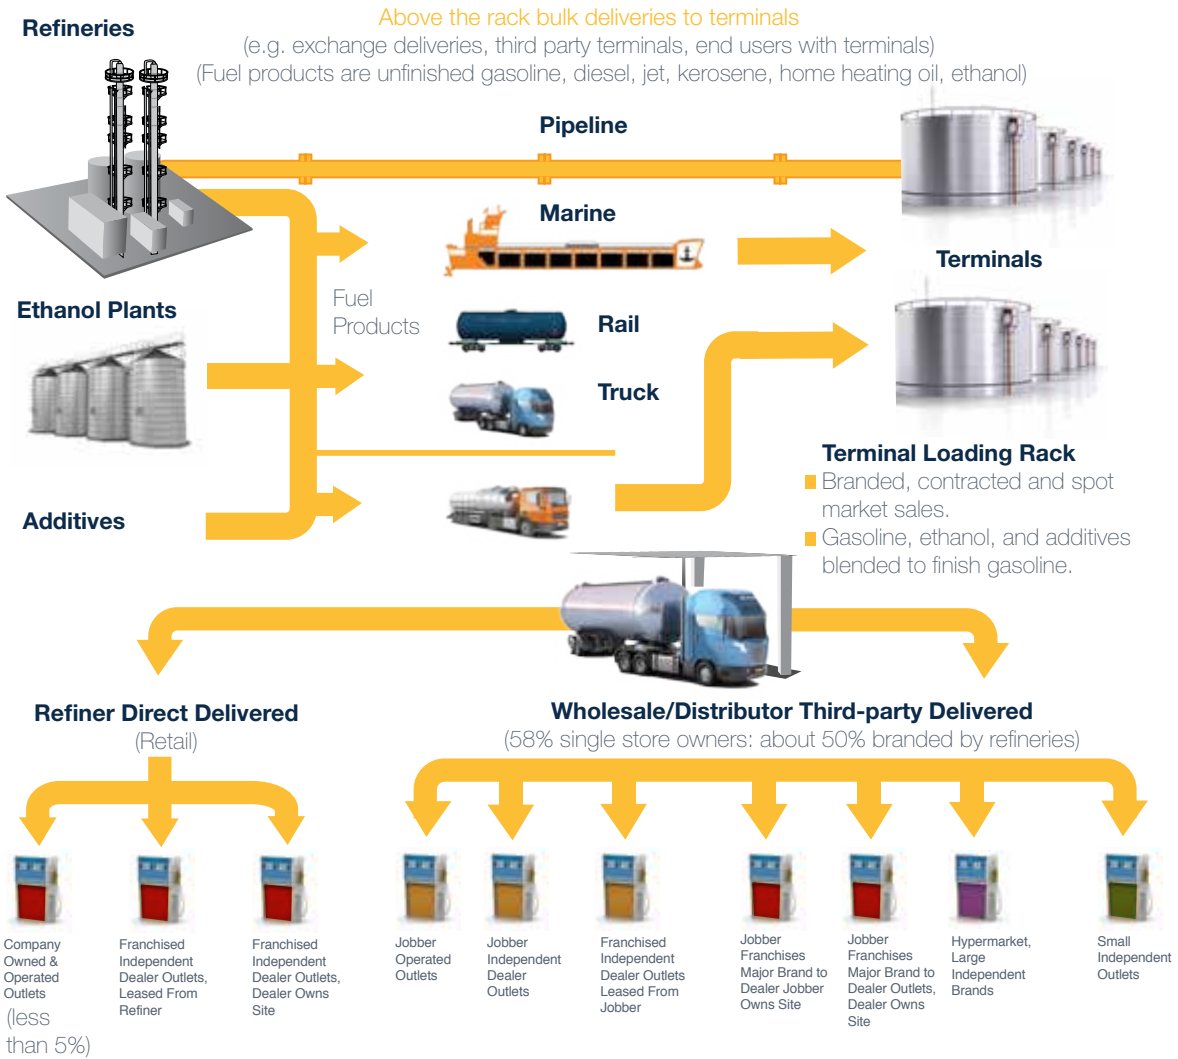 Refineries
Above the rack bulk deliveries to terminals
(e.g. exchange deliveries, third party terminals, end users with terminals)
(Fuel products are unfinished gasoline, diesel, jet, kerosene, home heating oil, ethanol)
Pipeline
Marine
Terminals
Ethanol Plants
Fuel
Products
Rail
Truck
Additives
Terminal Loading Rack
Branded, contracted and spot
market sales.
Gasoline, ethanol, and additives
blended to finish gasoline.
Refiner Direct Delivered
(Retail)
Wholesale/Distributor Third-party Delivered
(58% single store owners: about 50% branded by refineries)
Company
Owned &
Operated
Outlets
(less
than 5%)
Franchised
Independent
Dealer Outlets,
Leased From
Refiner
Franchised
Independent
Dealer Outlets,
Dealer Owns
Site
Jobber
Operated
Outlets
Jobber
Independent
Dealer
Outlets
Franchised
Independent
Dealer Outlets
Leased From
Jobber
Jobber
Franchises
Major Brand to
Dealer Jobber
Owns Site
Jobber
Franchises
Major Brand to
Dealer Outlets,
Dealer Owns
Site
Hypermarket,
Large
Independent
Brands
Small
Independent
Outlets